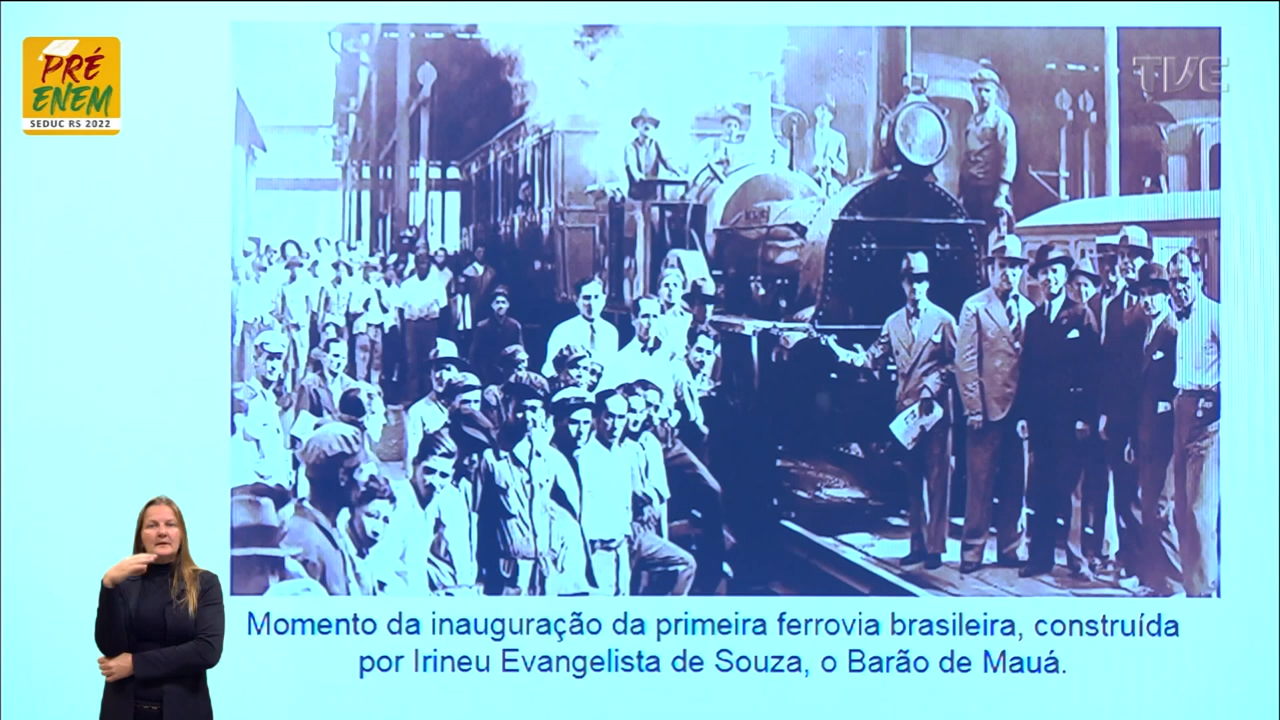 PRÉ
ENEM
SEDUC RS 2022
TVE
Momento da inauguração da primeira ferrovia brasileira, construída
por Irineu Evangelista de Souza, o Barão de Mauá.